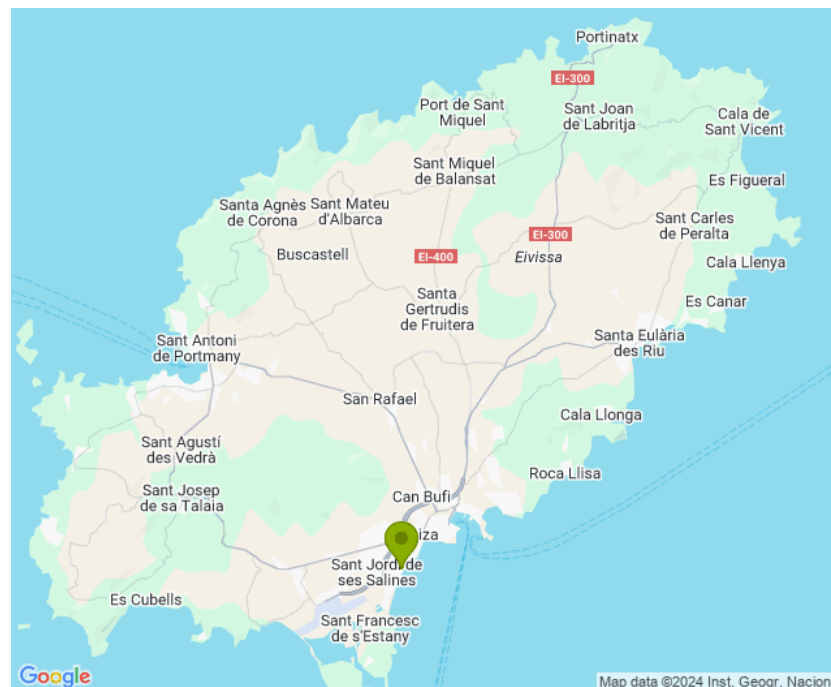 Portinatx
EI-300
Port de Sant
Miquel
Sant Joan
de Labritja
Cala de
Sant Vicent
Sant Miquel
de Balansat
Es Figueral
Santa Agnès
de Corona
Sant Mateu
d'Albarca
Sant Carles
de Peralta
EI-300
Buscastell
EI-400
Eivissa
Cala Llenya
Santa
Gertrudis
de Fruitera
Es Canar
Sant Antoni
de Portmany
Santa Eulària
des Riu
San Rafael
Cala Llonga
Sant Agustí
des Vedrà
Roca Llisa
Sant Josep
de sa Talaia
Can Bufi
iza
Sant Jordi de
ses Salines
Es Cubells
Sant Francesc
de s'Estany
Google
Map data ©2024 Inst. Geogr. Nacion